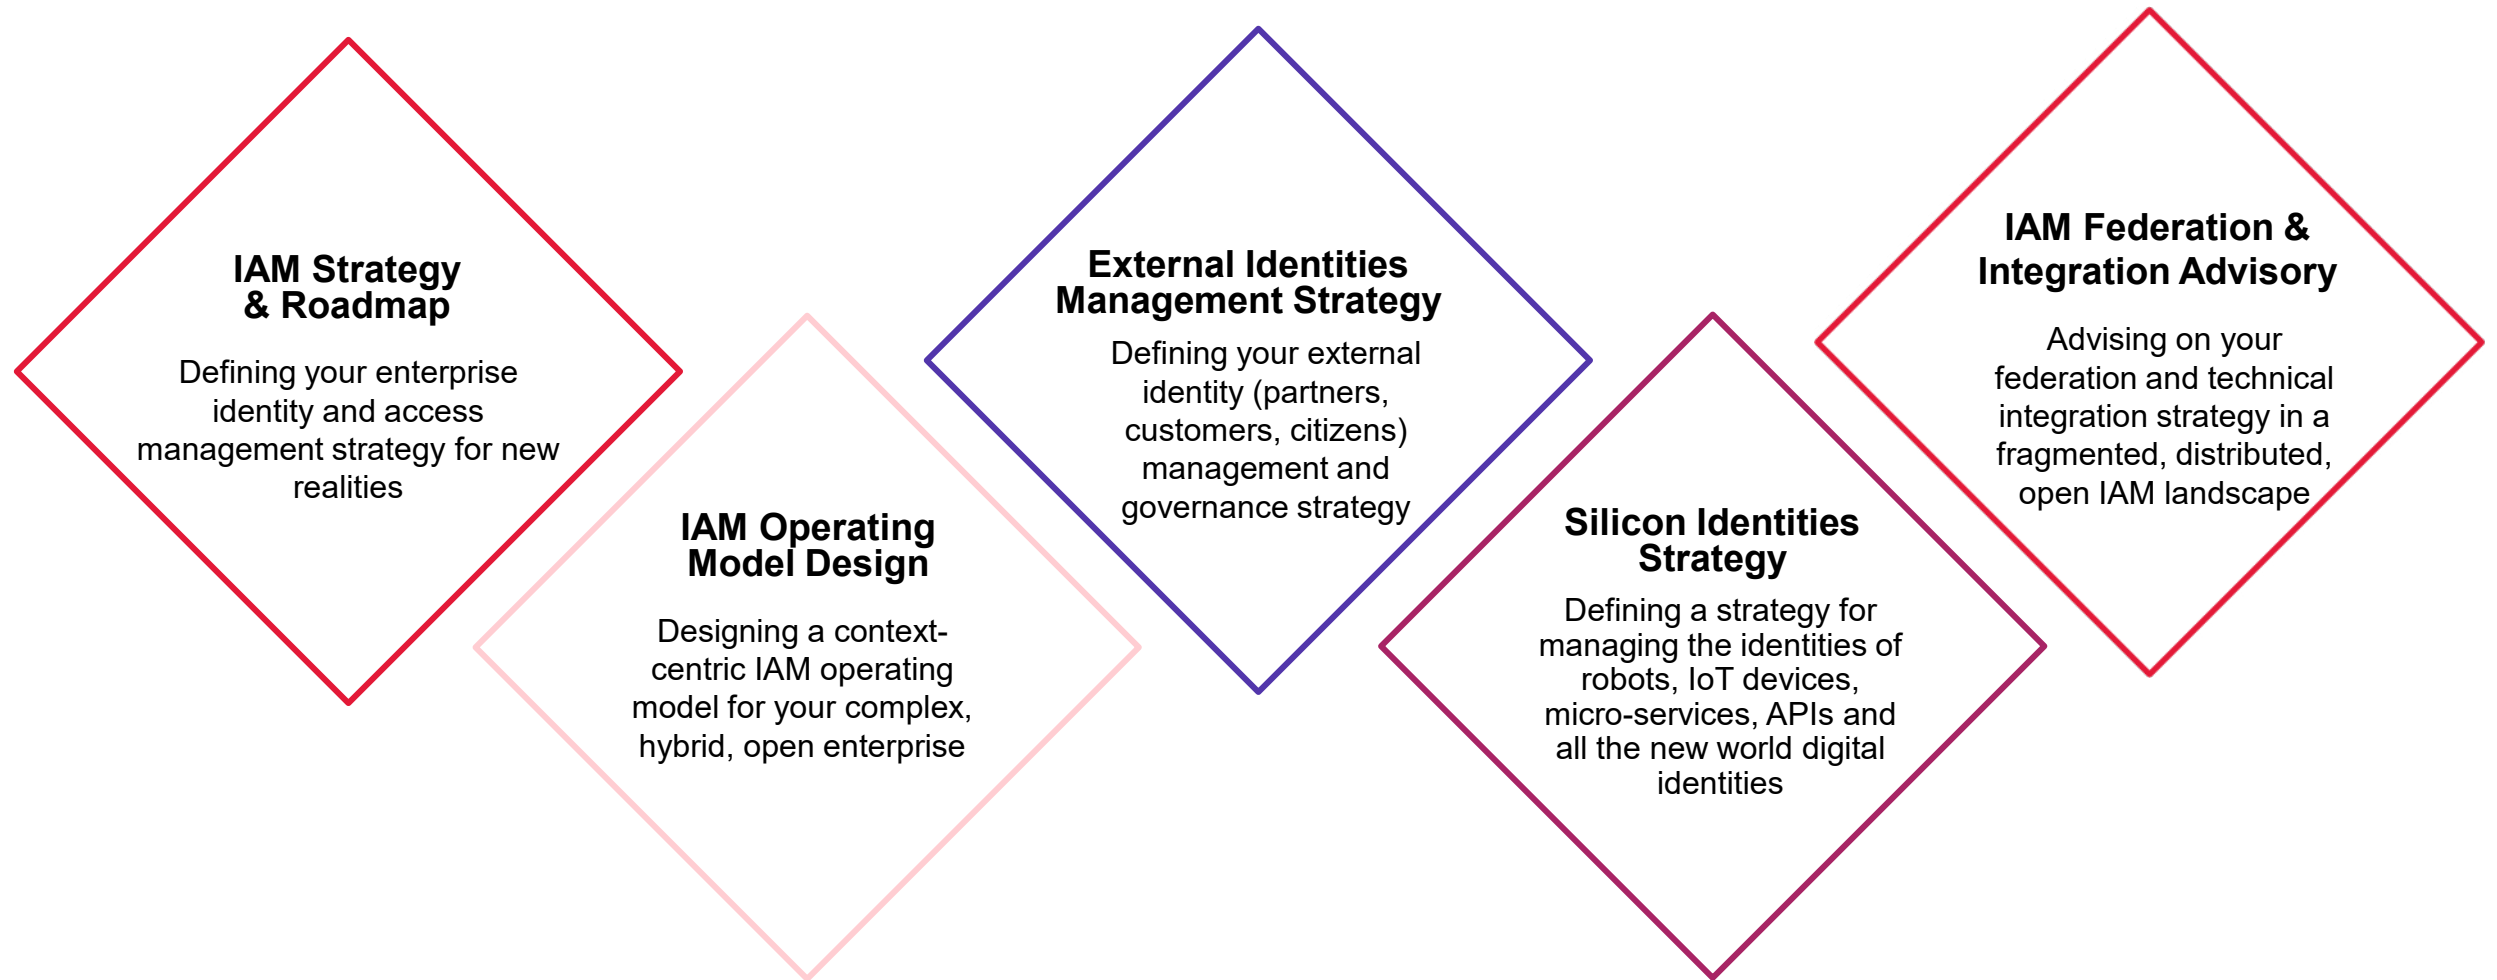 IAM Strategy
& Roadmap
Defining your enterprise
identity and access
management strategy for new
realities
IAM Operating
Model Design
Designing a context-
centric IAM operating
model for your complex,
hybrid, open enterprise
External Identities
Management Strategy
Defining your external
identity (partners,
customers, citizens)
management and
governance strategy
Silicon Identities
Strategy
Defining a strategy for
managing the identities of
robots, IoT devices,
micro-services, APIs and
all the new world digital
identities
IAM Federation &
Integration Advisory
Advising on your
federation and technical
integration strategy in a
fragmented, distributed,
open IAM landscape